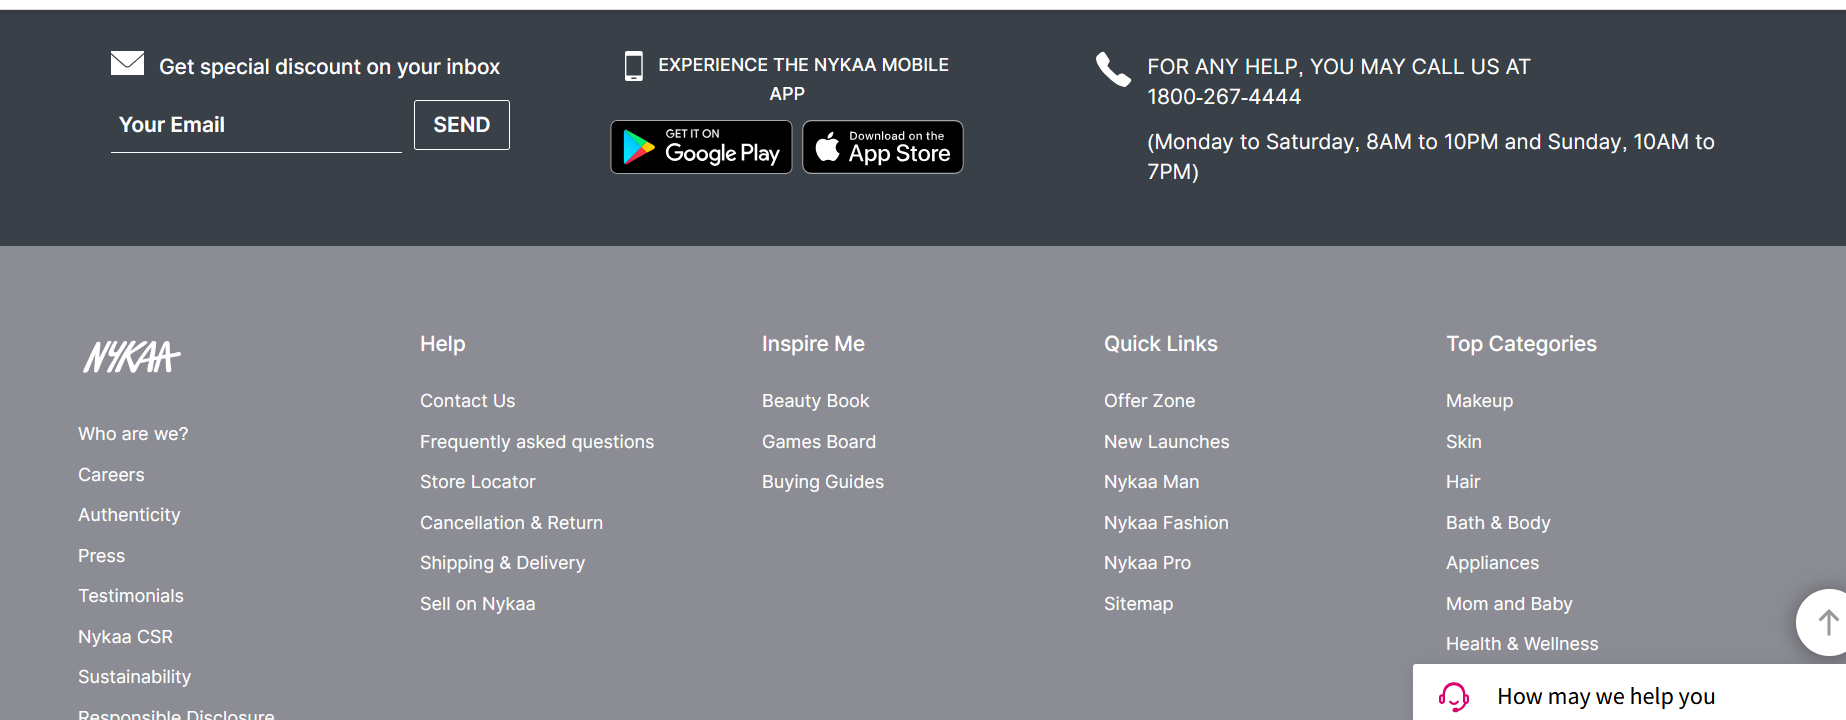 Get special discount on your inbox
Your Email
SEND
EXPERIENCE THE NYKAA MOBILE
APP
GET IT ON
Google Play
Download on the
App Store
FOR ANY HELP, YOU MAY CALL US AT
1800-267-4444
(Monday to Saturday, 8AM to 10PM and Sunday, 10AM to
7PM)
NYKAA
Who are we?
Careers
Authenticity
Press
Testimonials
Nykaa CSR
Sustainability
Responsible Disclosure
Help
Contact Us
Frequently asked questions
Store Locator
Cancellation & Return
Shipping & Delivery
Sell on Nykaa
Inspire Me
Beauty Book
Games Board
Buying Guides
Quick Links
Offer Zone
New Launches
Nykaa Man
Nykaa Fashion
Nykaa Pro
Sitemap
Top Categories
Makeup
Skin
Hair
Bath & Body
Appliances
Mom and Baby
Health & Wellness
How may we help you